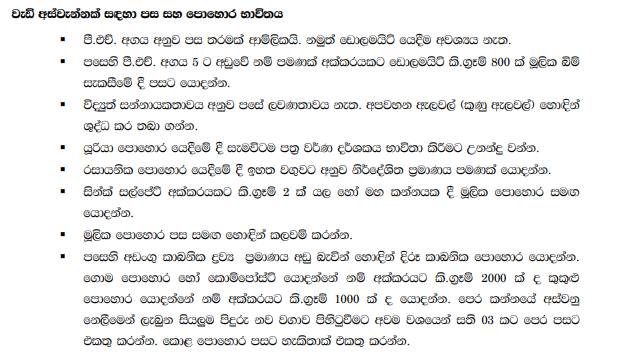 වැඩි අස්වැන්නක් සඳහා පස සහ පොහොර භාවිතය
▪ පී.එච්. අගය අනුව පස තරමක් ආම්ලිකයි. නමුත් ඩොලමයිට් යෙදීම අවශ්‍යය නැත.
▪ පසෙහි පී.එච්. අගය 5 ට අඩුවේ නම් පමණක් අක්කරයකට ඩොලමයිට් කි.ග්‍රෑම් 800 ක් මූලික බිම්
සැකසීමේ දී පසට යොදන්න.
▪ විද්‍යුත් සන්නායකතාවය අනුව පසේ ලවණතාවය නැත. අපවහන ඇලවල් (කුණු ඇලවල්) හොඳින්
ශුද්ධ කර තබා ගන්න.
▪ යූරියා පොහොර යෙදීමේ දී සැමවිටම පත්‍ර වර්ණ දර්ශකය භාවිතා කිරීමට උනන්දු වන්න.
▪ රසායනික පොහොර යෙදීමේ දී ඉහත වගුවට අනුව නිර්දේශිත ප්‍රමාණය පමණක් යොදන්න.
▪ සින්ක් සල්ෆේට් අක්කරයකට කි.ග්‍රෑම් 2 ක් යල හෝ මහ කන්නයක දී මූලික පොහොර සමඟ
යොදන්න.
▪ මූලික පොහොර පස සමඟ හොඳින් කලවම් කරන්න.
▪ පසෙහි අඩංගු කාබනික ද්‍රව්‍ය ප්‍රමාණය අඩු බැවින් හොඳින් දිරූ කාබනික පොහොර යොදන්න.
ගොම පොහොර හෝ කොම්පෝස්ට් යොදන්නේ නම් අක්කරයට කි.ග්‍රෑම් 2000 ක් ද කුකුළු
පොහොර යොදන්නේ නම් අක්කරයට කි.ග්‍රෑම් 1000 ක් ද යොදන්න. පෙර කන්නයේ අස්වනු
නෙලීමෙන් ලැබුන සියලුම පිදුරු නව වගාව පිහිටුවීමට අවම වශයෙන් සති 03 කට පෙර පසට
එකතු කරන්න. කොළ පොහොර පසට හැකිතාක් එකතු කරන්න.